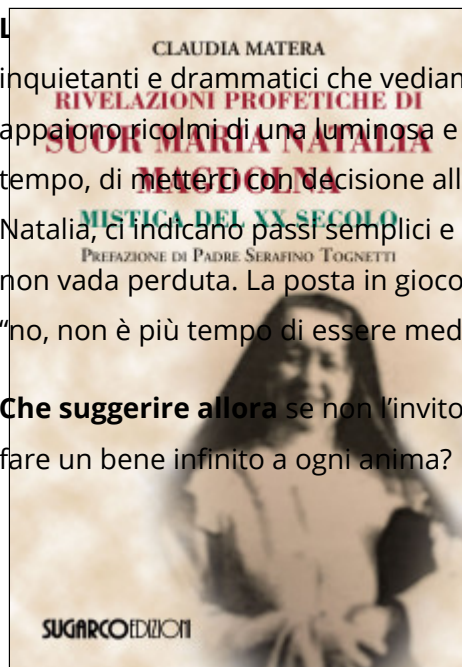 L
CLAUDIA MATERA
inquietanti e drammatici che vedian
RIVELAZIONI PROFETICHE DI
appaiono ricolmi di una luminosa e
SUOR MARIA NATALIA
tempo, di metterci con decisione all
MAGDOLNA
MISTICA DEL XX SECOLO
Natalia, ci indicano passi semplici e
PREFAZIONE DI PADRE SERAFINO TOGNETTI
non vada perduta. La posta in gioco
“no, non è più tempo di essere med
Che suggerire allora se non l’invito
fare un bene infinito a ogni anima?
SUGARCOEDIZIONI